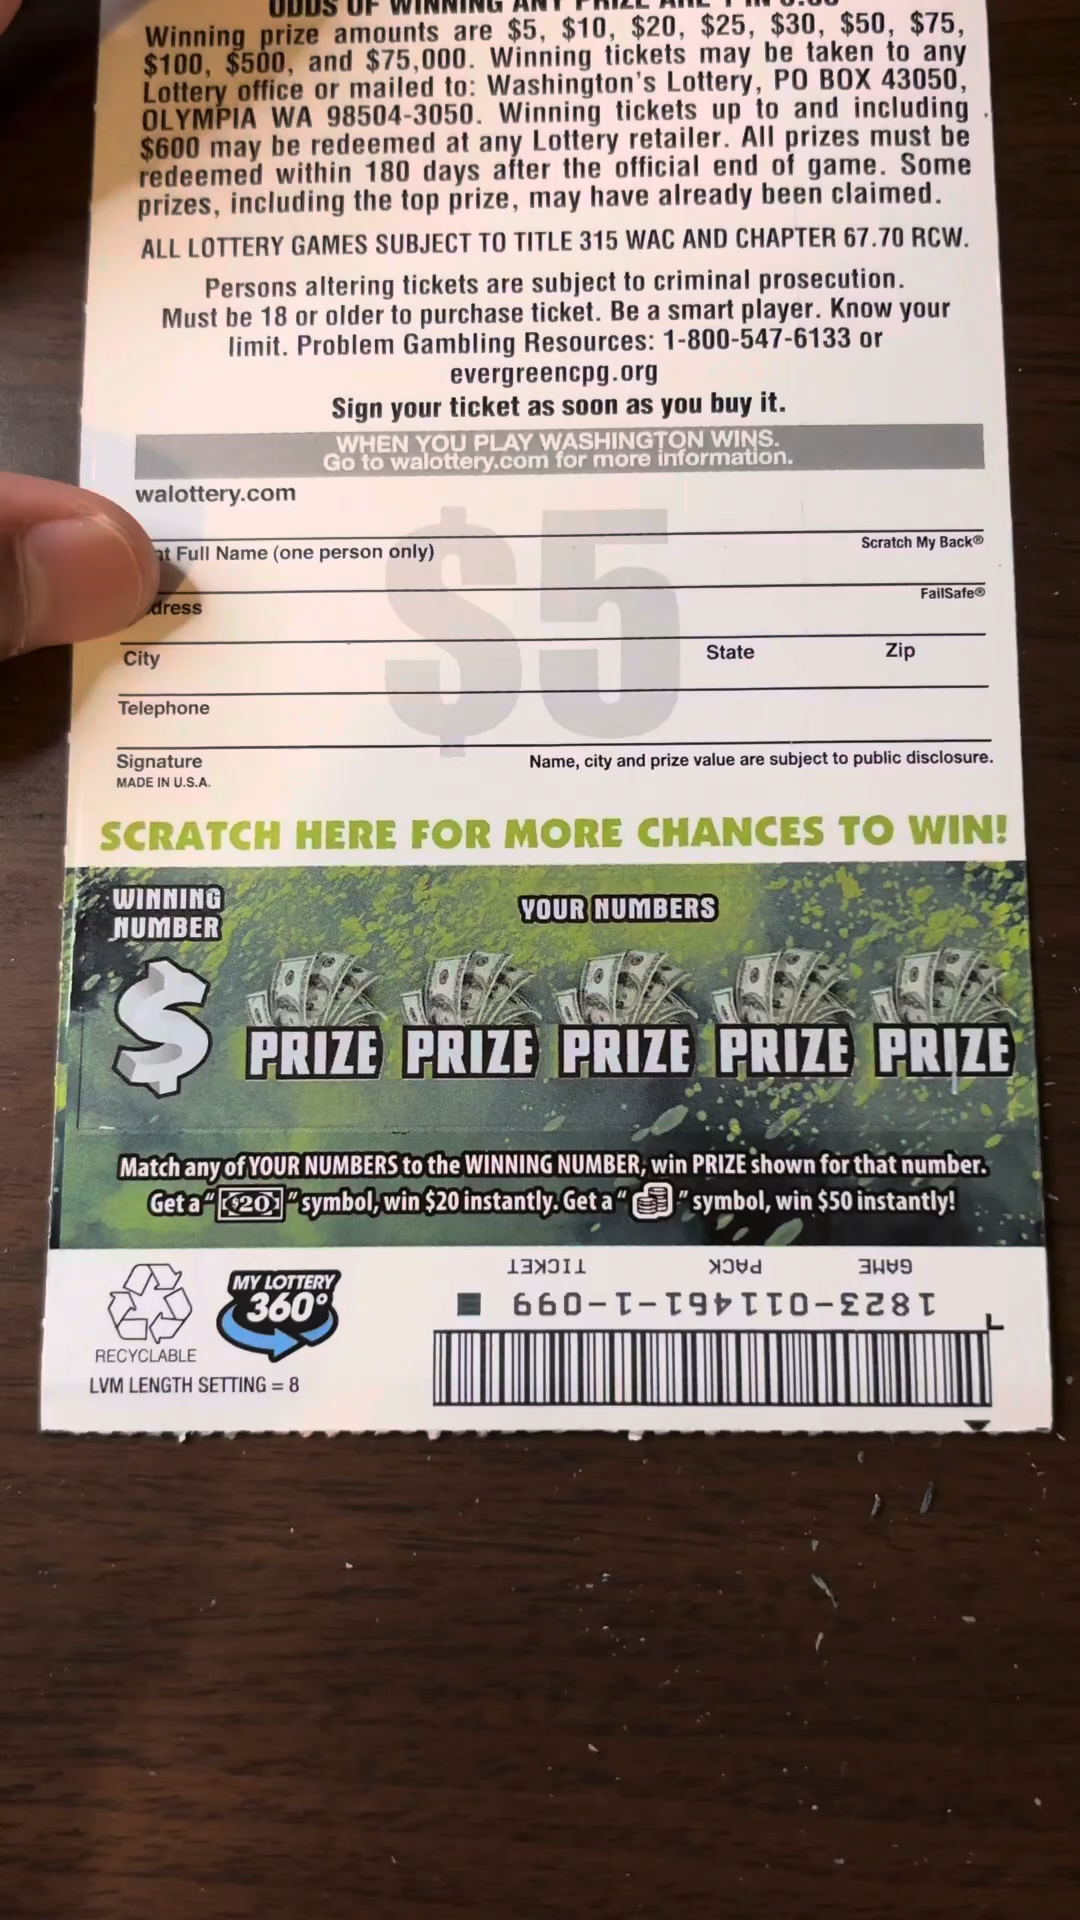 ODDS OF WINNING ANY PRIZE ARE 1 IN
Winning prize amounts are $5, $10, $20, $25, $30, $50, $75,
$100, $500, and $75,000. Winning tickets may be taken to any
Lottery office or mailed to: Washington's Lottery, PO BOX 43050,
OLYMPIA WA 98504-3050. Winning tickets up to and including
$600 may be redeemed at any Lottery retailer. All prizes must be
redeemed within 180 days after the official end of game. Some
prizes, including the top prize, may have already been claimed.
ALL LOTTERY GAMES SUBJECT TO TITLE 315 WAC AND CHAPTER 67.70 RCW.
Persons altering tickets are subject to criminal prosecution.
Must be 18 or older to purchase ticket. Be a smart player. Know your
limit. Problem Gambling Resources: 1-800-547-6133 or
evergreencpg.org
Sign your ticket as soon as you buy it.
WHEN YOU PLAY WASHINGTON WINS.
Go to walottery.com for more information.
walottery.com
$5
nt Full Name (one person only) Scratch My Back®
dress FailSafe®
City State Zip
Telephone
Signature Name, city and prize value are subject to public disclosure.
MADE IN U.S.A.
SCRATCH HERE FOR MORE CHANCES TO WIN!
WINNING
NUMBER
YOUR NUMBERS
$ PRIZE PRIZE PRIZE PRIZE PRIZE
Match any of YOUR NUMBERS to the WINNING NUMBER, win PRIZE shown for that number.
Get a "$20" symbol, win $20 instantly. Get a " " symbol, win $50 instantly!
GAME PACK TICKET
1823-011461-1-099
MY LOTTERY
360°
RECYCLABLE
LVM LENGTH SETTING = 8